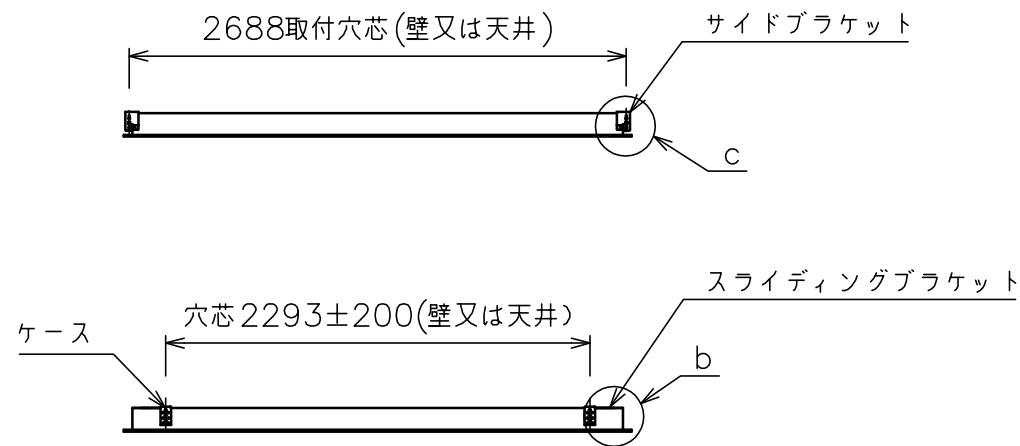 2688取付穴芯(壁又は天井)
サイドブラケット
c
スライディングブラケット
穴芯2293±200(壁又は天井)
ケース
b